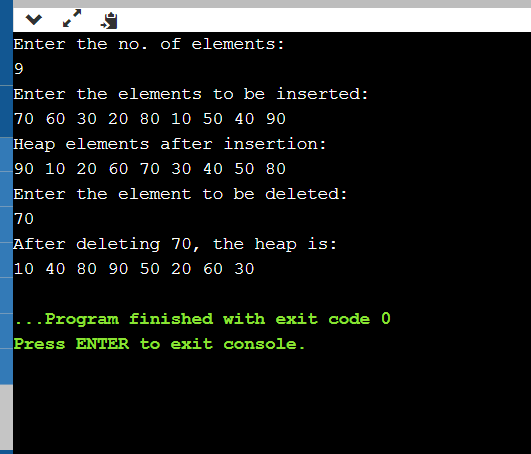 Enter the no. of elements:
9
Enter the elements to be inserted:
70 60 30 20 80 10 50 40 90
Heap elements after insertion:
90 10 20 60 70 30 40 50 80
Enter the element to be deleted:
70
After deleting 70, the heap is:
10 40 80 90 50 20 60 30
...Program finished with exit code 0
Press ENTER to exit console.